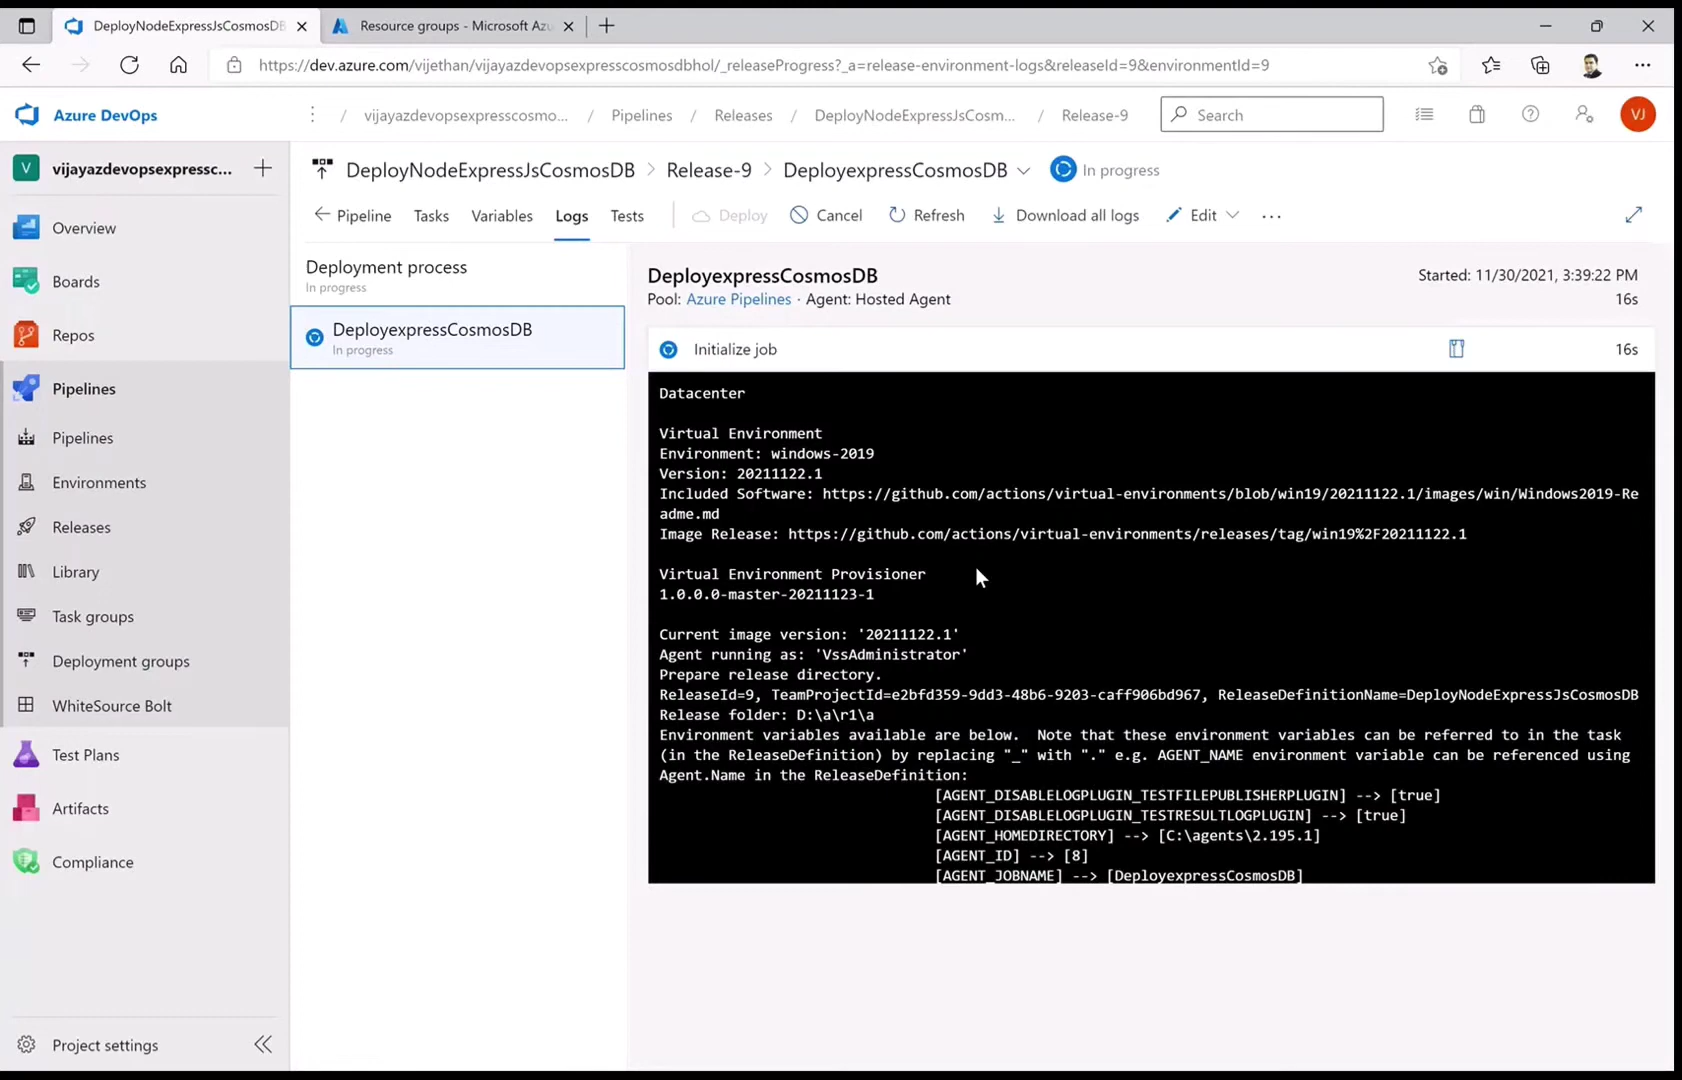 DeployNodeExpressJsCosmosDB
Resource groups - Microsoft Azu
https://dev.azure.com/vijethan/vijayazdevopsexpresscosmosdbhol/_releaseProgress?_a=release-environment-logs&releaseId=9&environmentId=9
Azure DevOps
/ vijayazdevopsexpresscosmo... / Pipelines / Releases / DeployNodeExpressJsCosm... / Release-9
Search
VJ
V
vijayazdevopsexpressc...
DeployNodeExpressJsCosmosDB > Release-9 > DeployexpressCosmosDB
In progress
Pipeline
Tasks
Variables
Logs
Tests
Deploy
Cancel
Refresh
Download all logs
Edit
...
Overview
Boards
Repos
Pipelines
Pipelines
Environments
Releases
Library
Task groups
Deployment groups
WhiteSource Bolt
Test Plans
Artifacts
Compliance
Project settings
Deployment process
In progress
DeployexpressCosmosDB
In progress
DeployexpressCosmosDB
Started: 11/30/2021, 3:39:22 PM
Pool: Azure Pipelines · Agent: Hosted Agent
16s
Initialize job
16s
Datacenter
Virtual Environment
Environment: windows-2019
Version: 20211122.1
Included Software: https://github.com/actions/virtual-environments/blob/win19/20211122.1/images/win/Windows2019-Re
adme.md
Image Release: https://github.com/actions/virtual-environments/releases/tag/win19%2F20211122.1
Virtual Environment Provisioner
1.0.0.0-master-20211123-1
Current image version: '20211122.1'
Agent running as: 'VssAdministrator'
Prepare release directory.
ReleaseId=9, TeamProjectId=e2bfd359-9dd3-48b6-9203-caff906bd967, ReleaseDefinitionName=DeployNodeExpressJsCosmosDB
Release folder: D:\a\r1\a
Environment variables available are below.  Note that these environment variables can be referred to in the task
(in the ReleaseDefinition) by replacing "_" with "." e.g. AGENT_NAME environment variable can be referenced using
Agent.Name in the ReleaseDefinition:
[AGENT_DISABLELOGPLUGIN_TESTFILEPUBLISHERPLUGIN] --> [true]
[AGENT_DISABLELOGPLUGIN_TESTRESULTLOGPLUGIN] --> [true]
[AGENT_HOMEDIRECTORY] --> [C:\agents\2.195.1]
[AGENT_ID] --> [8]
[AGENT_JOBNAME] --> [DeployexpressCosmosDB]